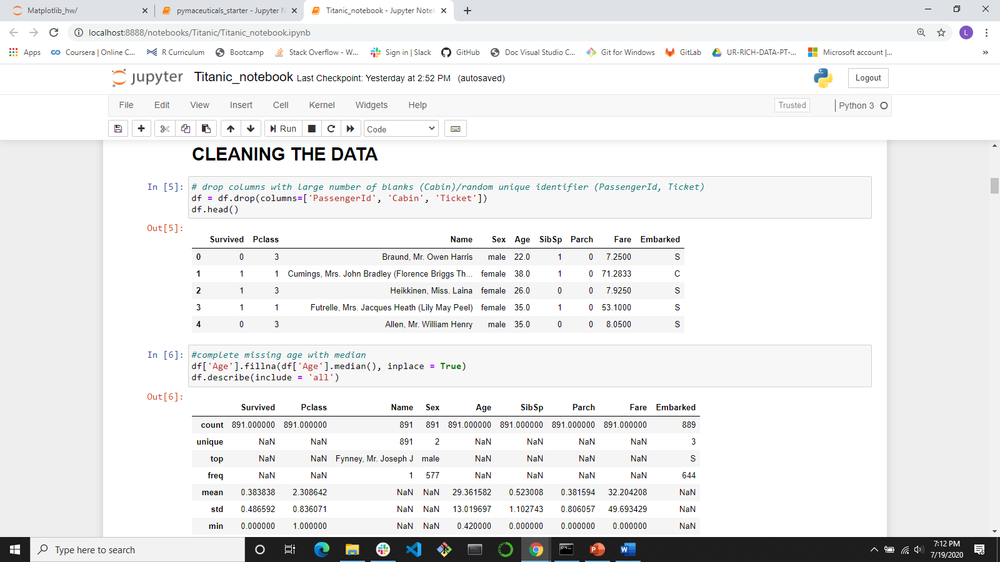 Matplotlib_hw/
pymaceuticals_starter - Jupyter N
Titanic_notebook - Jupyter Note
localhost:8888/notebooks/Titanic/Titanic_notebook.ipynb
L
Apps
Coursera | Online C...
R Curriculum
Bootcamp
Stack Overflow - W...
Sign in | Slack
GitHub
Doc Visual Studio C...
Git for Windows
GitLab
UR-RICH-DATA-PT-...
Microsoft account |...
»
jupyter Titanic_notebook Last Checkpoint: Yesterday at 2:52 PM (autosaved)
Logout
File Edit View Insert Cell Kernel Widgets Help
Trusted
Python 3
Run
Code
CLEANING THE DATA
In [5]:
# drop columns with large number of blanks (Cabin)/random unique identifier (PassengerId, Ticket)
df = df.drop(columns=['PassengerId', 'Cabin', 'Ticket'])
df.head()
Out[5]:
Survived Pclass Name Sex Age SibSp Parch Fare Embarked
0 0 3 Braund, Mr. Owen Harris male 22.0 1 0 7.2500 S
1 1 1 Cumings, Mrs. John Bradley (Florence Briggs Th... female 38.0 1 0 71.2833 C
2 1 3 Heikkinen, Miss. Laina female 26.0 0 0 7.9250 S
3 1 1 Futrelle, Mrs. Jacques Heath (Lily May Peel) female 35.0 1 0 53.1000 S
4 0 3 Allen, Mr. William Henry male 35.0 0 0 8.0500 S
In [6]:
#complete missing age with median
df['Age'].fillna(df['Age'].median(), inplace = True)
df.describe(include = 'all')
Out[6]:
Survived Pclass Name Sex Age SibSp Parch Fare Embarked
count 891.000000 891.000000 891 891 891.000000 891.000000 891.000000 891.000000 889
unique NaN NaN 891 2 NaN NaN NaN NaN 3
top NaN NaN Fynney, Mr. Joseph J male NaN NaN NaN NaN S
freq NaN NaN 1 577 NaN NaN NaN NaN 644
mean 0.383838 2.308642 NaN NaN 29.361582 0.523008 0.381594 32.204208 NaN
std 0.486592 0.836071 NaN NaN 13.019697 1.102743 0.806057 49.693429 NaN
min 0.000000 1.000000 NaN NaN 0.420000 0.000000 0.000000 0.000000 NaN
Type here to search
7:12 PM
7/19/2020